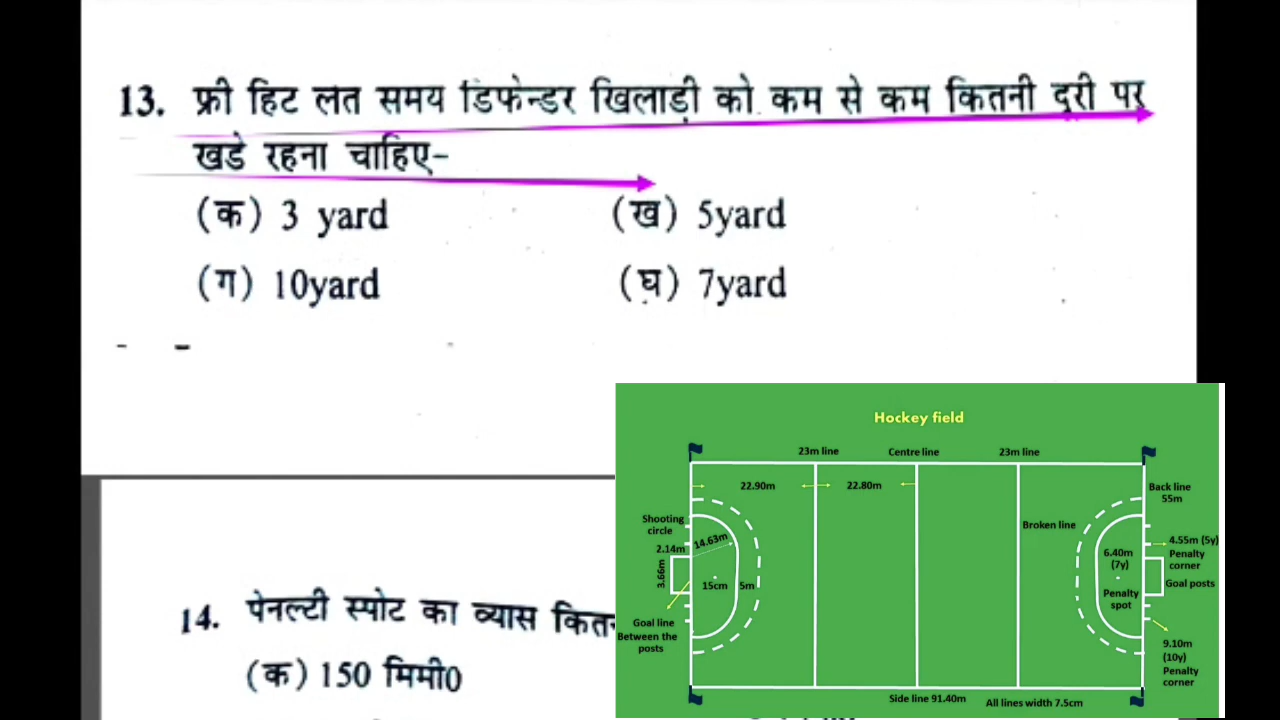 13. फ्री हिट लत समय डिफेन्डर खिलाड़ी को कम से कम कितनी दूरी पर
खडे रहना चाहिए-
(क) 3 yard (ख) 5yard
(ग) 10yard (घ) 7yard
Hockey field
23m line Centre line 23m line
22.90m 22.80m
Back line
55m
Shooting
circle
Broken line
14.63m
2.14m
3.66m
15cm 5m
4.55m (5y)
Penalty
corner
6.40m
(7y)
Goal posts
Penalty
spot
Goal line
Between the
posts
9.10m
(10y)
Penalty
corner
Side line 91.40m All lines width 7.5cm
14. पेनल्टी स्पोट का व्यास
(क) 150 मिमी0